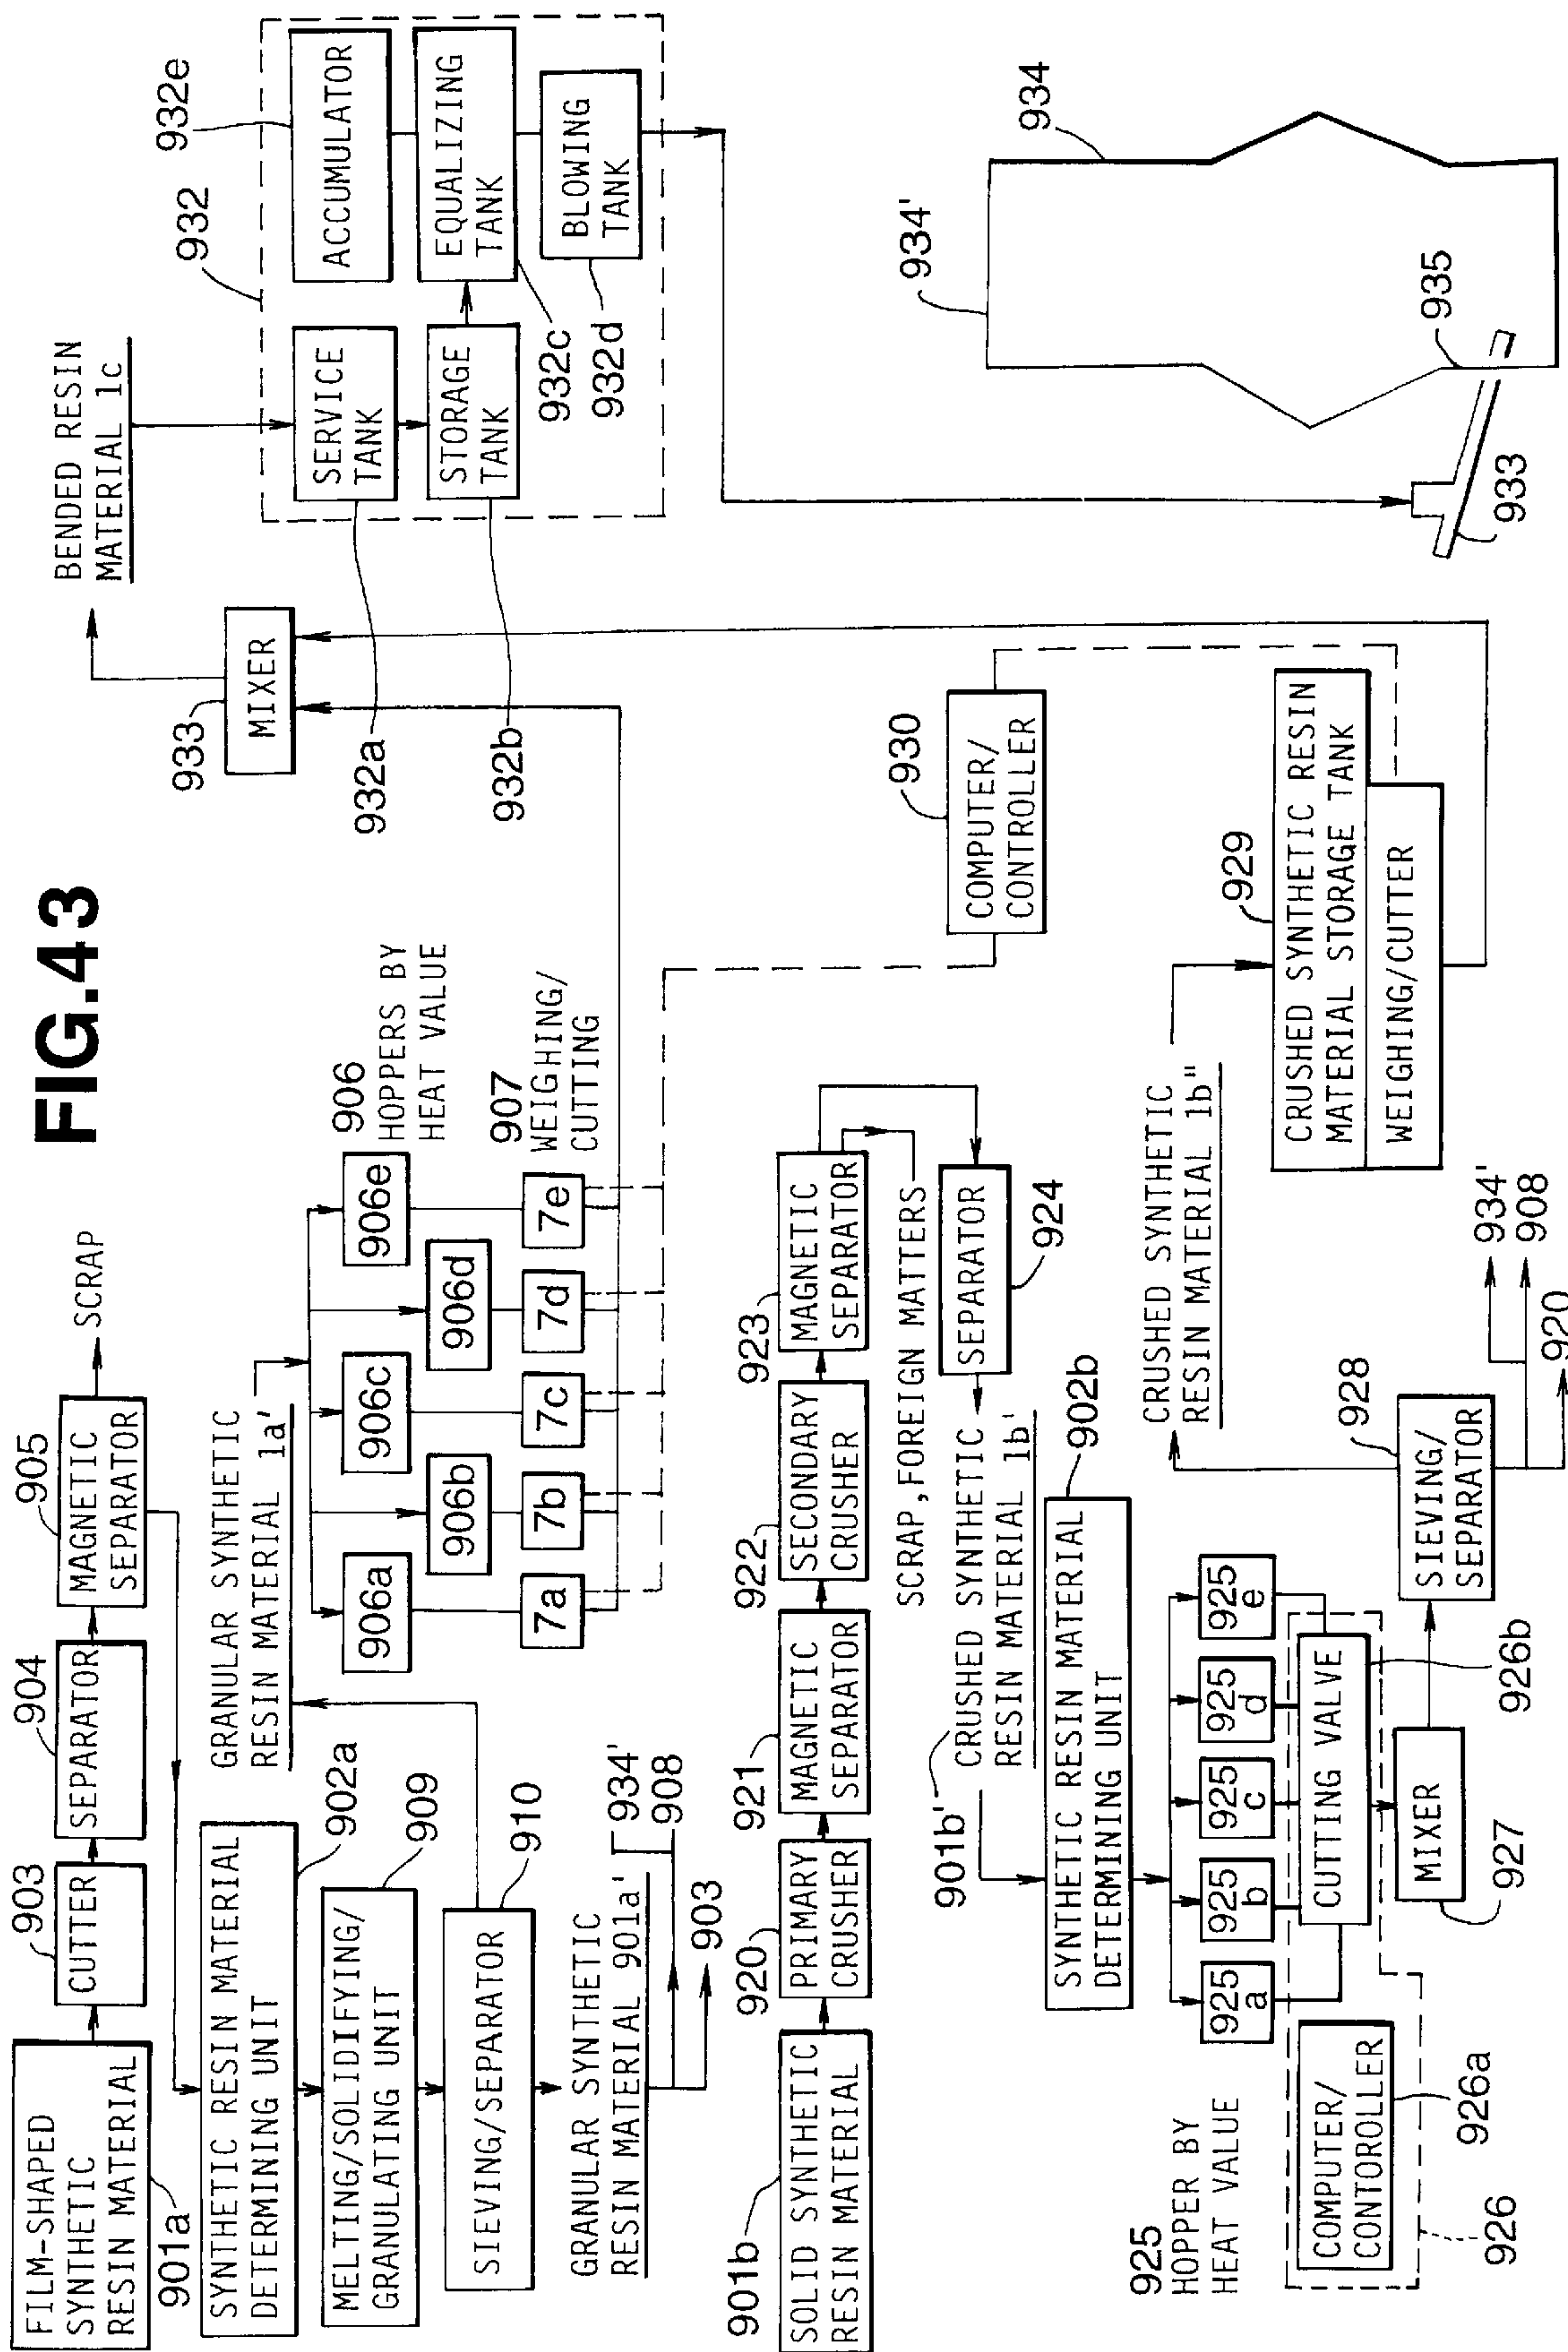 FIG.43
FILM-SHAPED
SYNTHETIC
RESIN MATERIAL
901a
903
CUTTER
904
SEPARATOR
905
MAGNETIC
SEPARATOR
SCRAP
SYNTHETIC RESIN MATERIAL
DETERMINING UNIT
902a
MELTING/SOLIDIFYING/
GRANULATING UNIT
909
SIEVING/SEPARATOR
910
GRANULAR SYNTHETIC
RESIN MATERIAL 901a'
934'
908
903
GRANULAR SYNTHETIC
RESIN MATERIAL 1a'
906a
906b
906c
906d
906e
906
HOPPERS BY
HEAT VALUE
7a
7b
7c
7d
7e
907
WEIGHING/
CUTTING
933
MIXER
BENDED RESIN
MATERIAL 1c
932
932e
SERVICE
TANK
932a
STORAGE
TANK
932b
ACCUMULATOR
EQUALIZING
TANK
932c
BLOWING
TANK
932d
901b
SOLID SYNTHETIC
RESIN MATERIAL
920
PRIMARY
CRUSHER
921
MAGNETIC
SEPARATOR
922
SECONDARY
CRUSHER
923
MAGNETIC
SEPARATOR
SCRAP,FOREIGN MATTERS
SEPARATOR
924
901b'
CRUSHED SYNTHETIC
RESIN MATERIAL 1b'
SYNTHETIC RESIN MATERIAL
DETERMINING UNIT
902b
925
HOPPER BY
HEAT VALUE
925
a
925
b
925
c
925
d
925
e
COMPUTER/
CONTOROLLER
926a
926
CUTTING VALVE
926b
MIXER
927
SIEVING/
SEPARATOR
928
934'
908
920
CRUSHED SYNTHETIC
RESIN MATERIAL 1b"
929
CRUSHED SYNTHETIC RESIN
MATERIAL STORAGE TANK
WEIGHING/CUTTER
930
COMPUTER/
CONTROLLER
933
934'
934
935